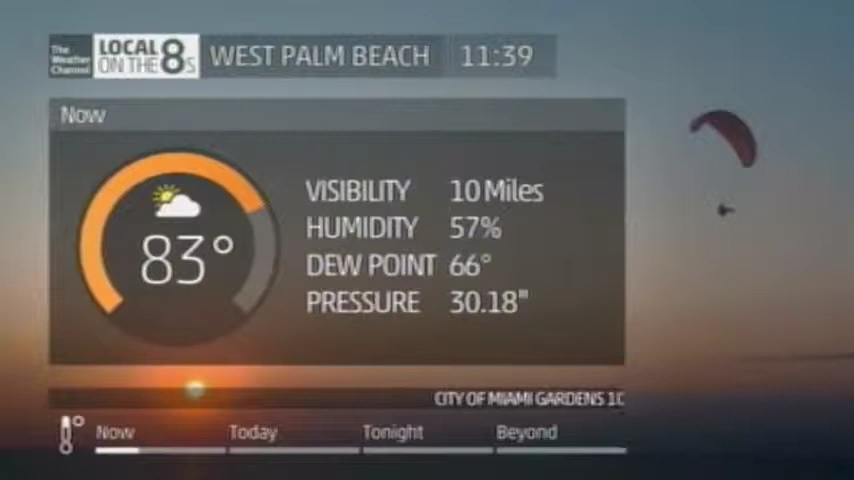 The Weather Channel
LOCAL ON THE 8s
WEST PALM BEACH 11:39
Now
83°
VISIBILITY 10 Miles
HUMIDITY 57%
DEW POINT 66°
PRESSURE 30.18"
CITY OF MIAMI GARDENS 10
Now Today Tonight Beyond